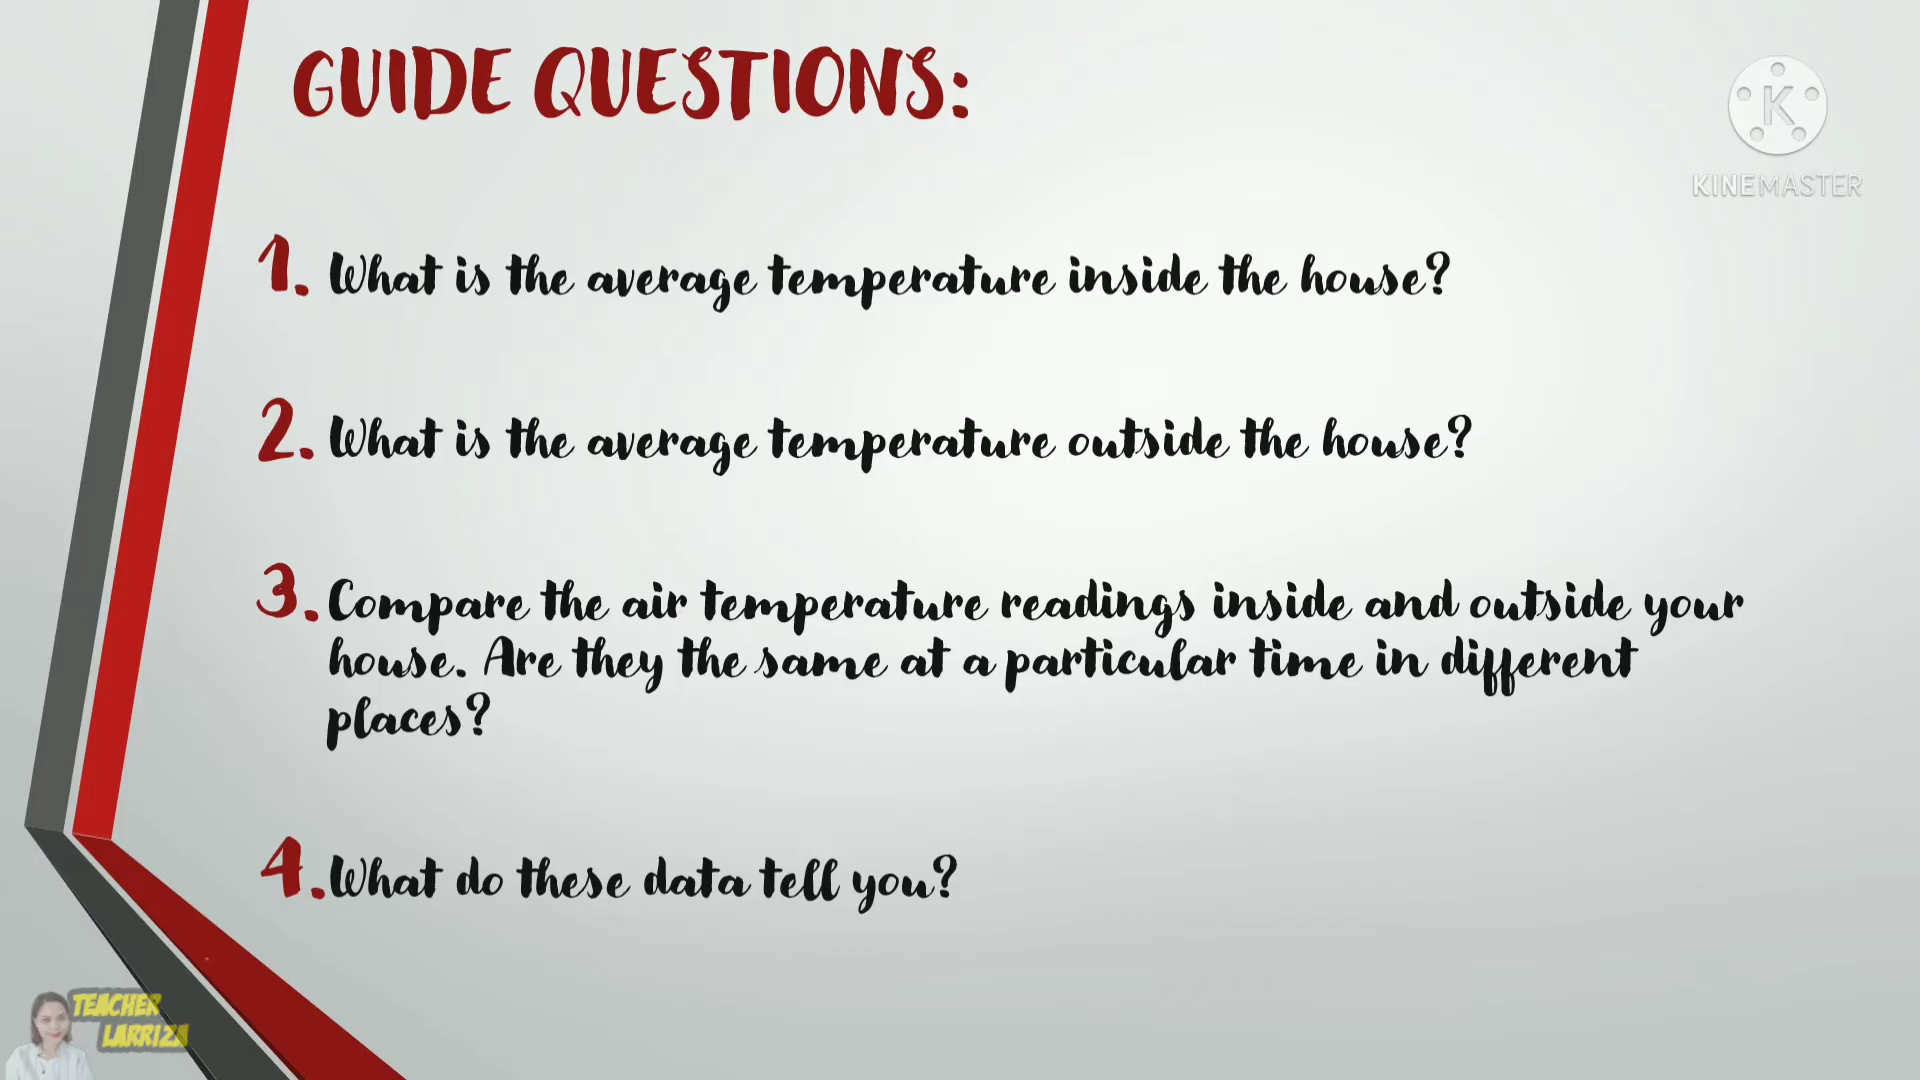 GUIDE QUESTIONS:
K
KINEMASTER
1. What is the average temperature inside the house?
2. What is the average temperature outside the house?
3. Compare the air temperature readings inside and outside your
house. Are they the same at a particular time in different
places?
4. What do these data tell you?
TEACHER
LARRIZA